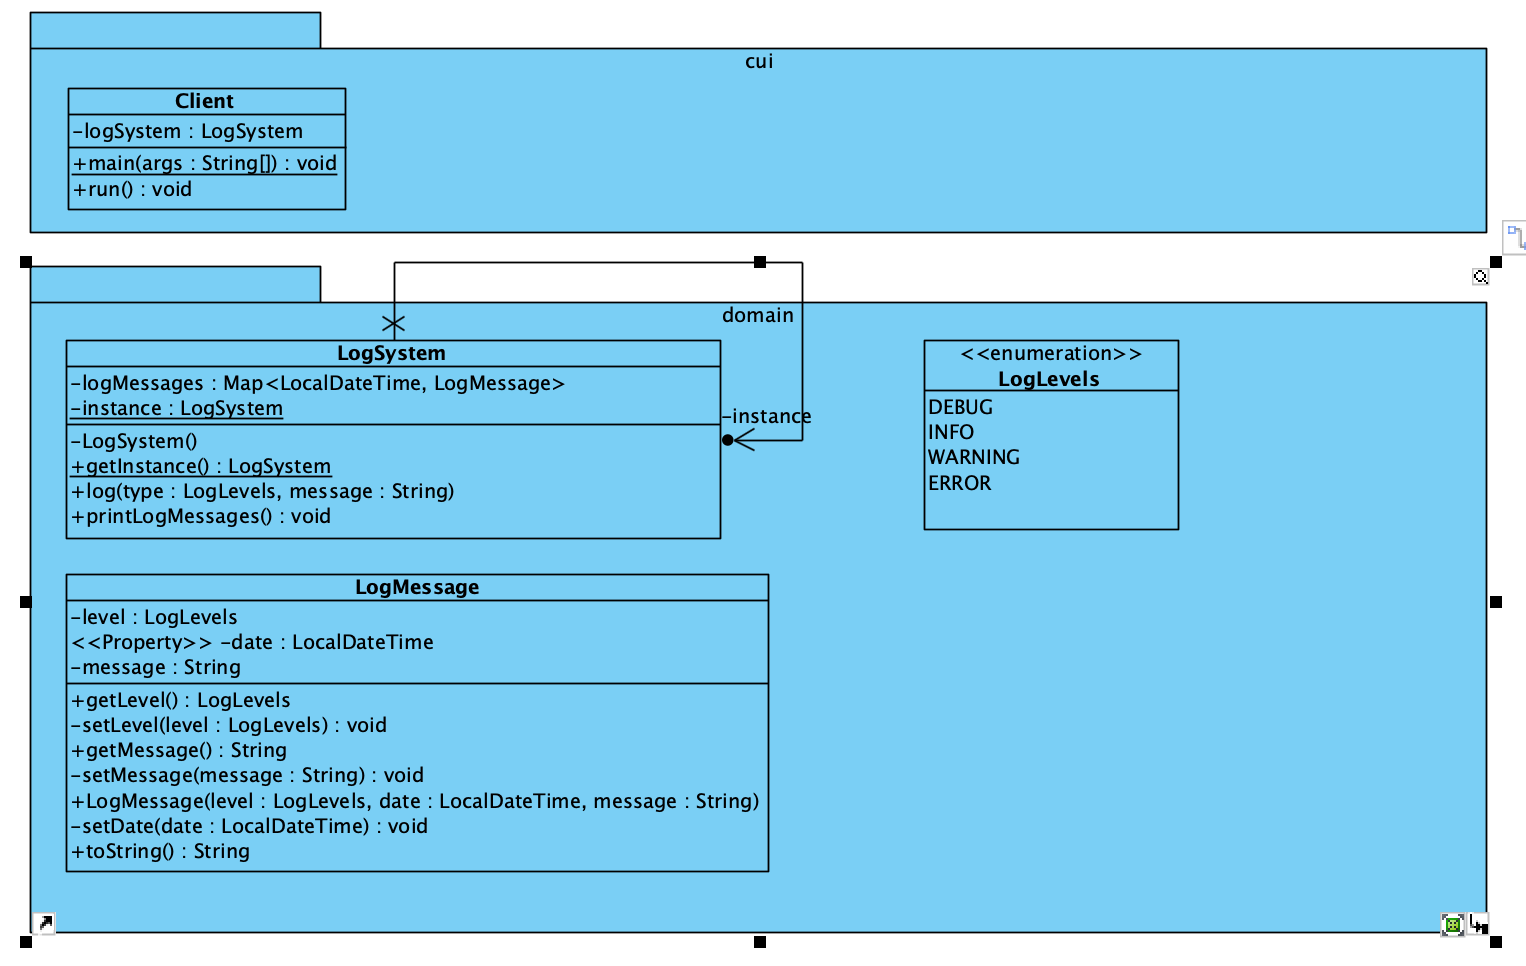 cui
Client
-logSystem : LogSystem
+main(args : String[]) : void
+run() : void
domain
LogSystem
-logMessages : Map<LocalDateTime, LogMessage>
-instance : LogSystem
-LogSystem()
+getInstance() : LogSystem
+log(type : LogLevels, message : String)
+printLogMessages() : void
-instance
<<enumeration>>
LogLevels
DEBUG
INFO
WARNING
ERROR
LogMessage
-level : LogLevels
<<Property>> -date : LocalDateTime
-message : String
+getLevel() : LogLevels
-setLevel(level : LogLevels) : void
+getMessage() : String
-setMessage(message : String) : void
+LogMessage(level : LogLevels, date : LocalDateTime, message : String)
-setDate(date : LocalDateTime) : void
+toString() : String